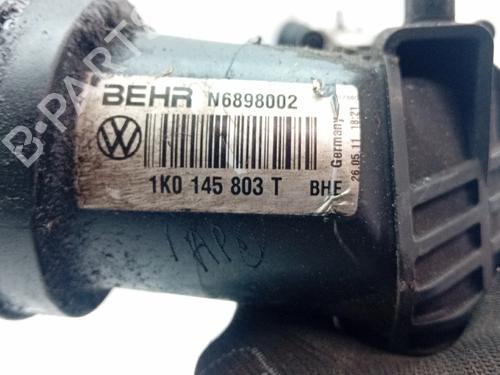 BEHR N6898002
1K0 145 803 T BHE
Germany
26.05.11 18:21
B-PARTS